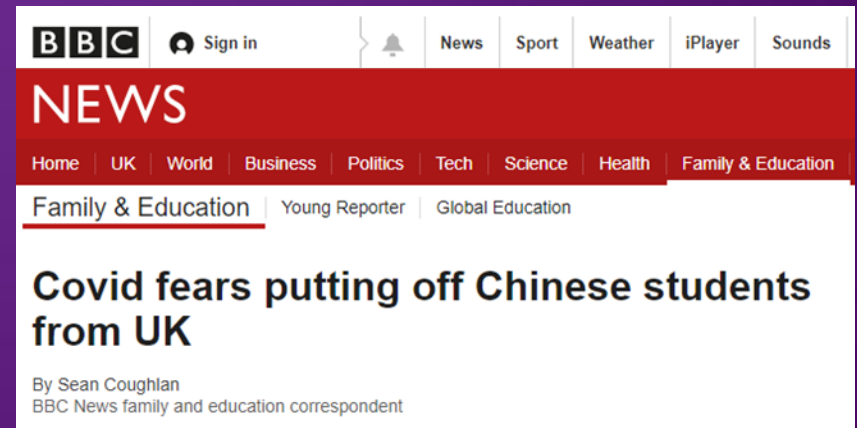 BBC Sign in News Sport Weather iPlayer Sounds
NEWS
Home UK World Business Politics Tech Science Health Family & Education
Family & Education Young Reporter Global Education
Covid fears putting off Chinese students
from UK
By Sean Coughlan
BBC News family and education correspondent